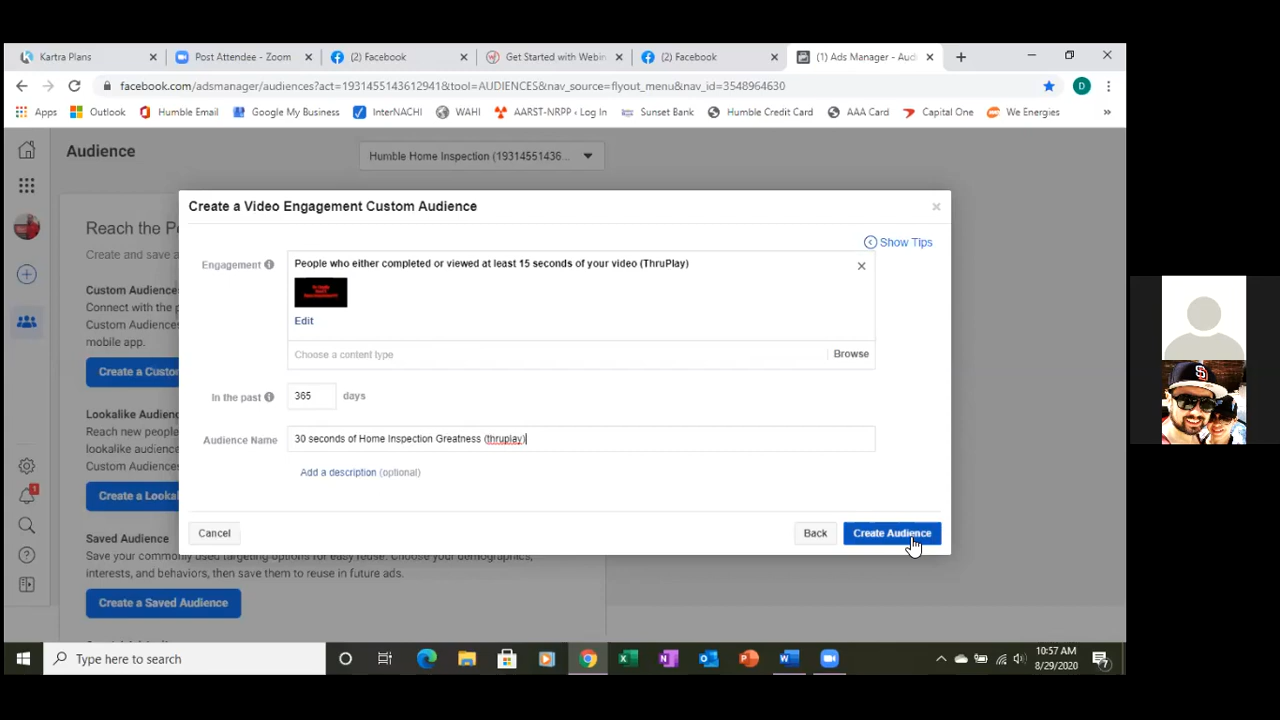 Kartra Plans
Post Attendee - Zoom
(2) Facebook
Get Started with Webin
(2) Facebook
(1) Ads Manager - Audi
facebook.com/adsmanager/audiences?act=193145514361294&tool=AUDIENCES&nav_source=flyout_menu&nav_id=3548964630
D
Apps
Outlook
Humble Email
Google My Business
InterNACHI
WAHI
AARST-NRPP ‹ Log In
Sunset Bank
Humble Credit Card
AAA Card
Capital One
We Energies
»
Audience
Humble Home Inspection (19314551436...
Reach the P
Create and save a
Custom Audience
Connect with the p
Custom Audiences
mobile app.
Create a Custo
Lookalike Audien
Reach new people
lookalike audience
Custom Audiences
Create a Looka
Saved Audience
Save your commonly used targeting options for easy reuse. Choose your demographics,
interests, and behaviors, then save them to reuse in future ads.
Create a Saved Audience
1
Create a Video Engagement Custom Audience
Show Tips
Engagement
People who either completed or viewed at least 15 seconds of your video (ThruPlay)
Edit
Choose a content type
Browse
In the past
365
days
Audience Name
30 seconds of Home Inspection Greatness (thruplay)
Add a description (optional)
Cancel
Back
Create Audience
Type here to search
10:57 AM
8/29/2020
7